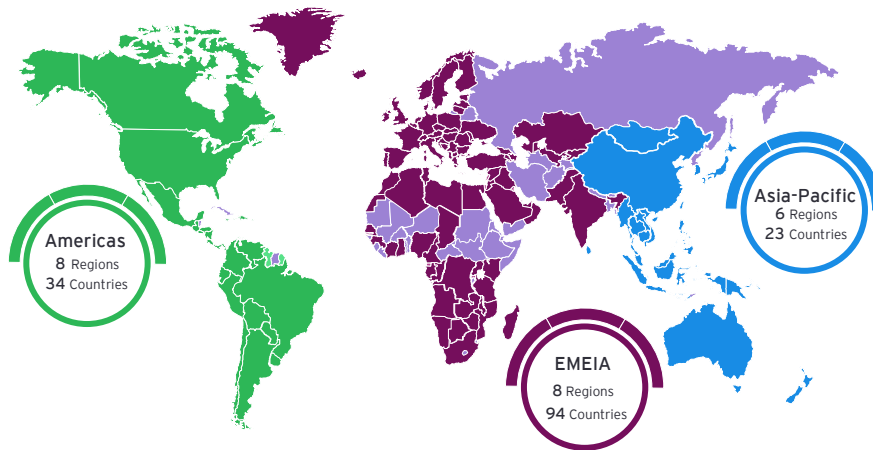 Americas
8 Regions
34 Countries
EMEIA
8 Regions
94 Countries
Asia-Pacific
6 Regions
23 Countries